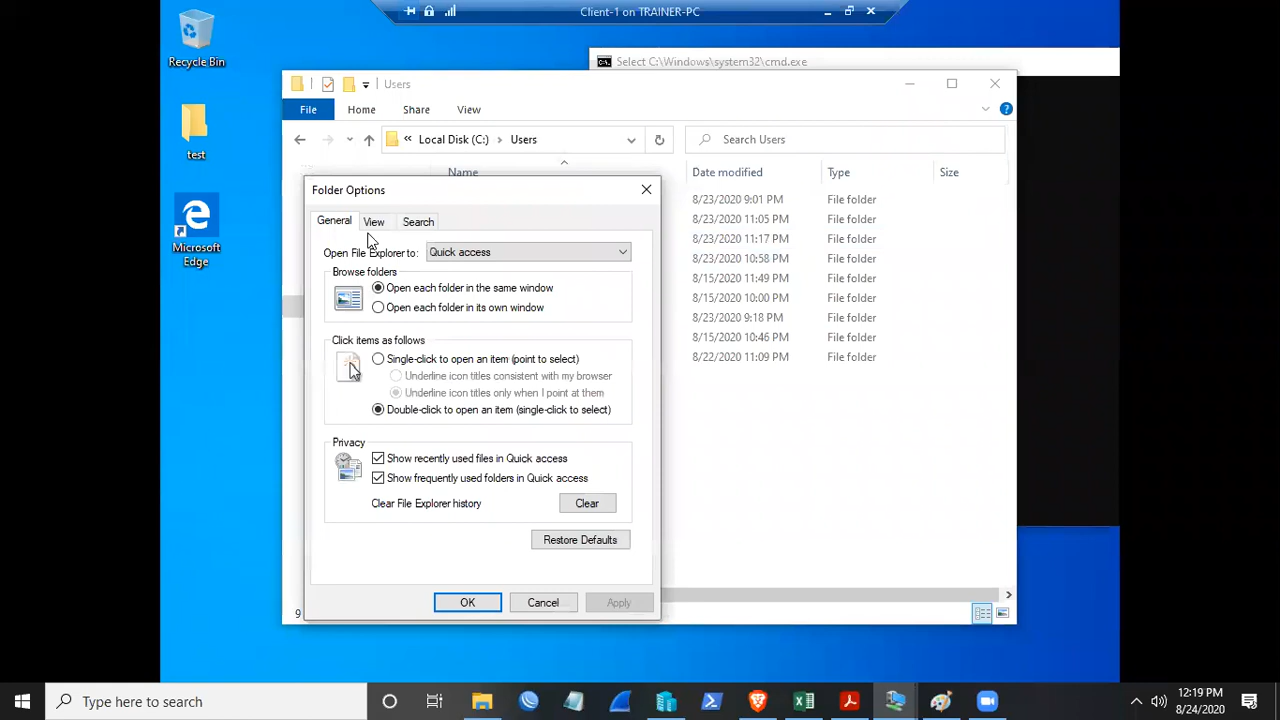 Client-1 on TRAINER-PC
Recycle Bin
test
Microsoft
Edge
Select C:\Windows\system32\cmd.exe
Users
File
Home
Share
View
Local Disk (C:)
Users
Search Users
Name
Date modified
Type
Size
8/23/2020 9:01 PM File folder
8/23/2020 11:05 PM File folder
8/23/2020 11:17 PM File folder
8/23/2020 10:58 PM File folder
8/15/2020 11:49 PM File folder
8/15/2020 10:00 PM File folder
8/23/2020 9:18 PM File folder
8/15/2020 10:46 PM File folder
8/22/2020 11:09 PM File folder
Folder Options
General
View
Search
Open File Explorer to: Quick access
Browse folders
Open each folder in the same window
Open each folder in its own window
Click items as follows
Single-click to open an item (point to select)
Underline icon titles consistent with my browser
Underline icon titles only when I point at them
Double-click to open an item (single-click to select)
Privacy
Show recently used files in Quick access
Show frequently used folders in Quick access
Clear File Explorer history
Clear
Restore Defaults
OK
Cancel
Apply
9
Type here to search
12:19 PM
8/24/2020